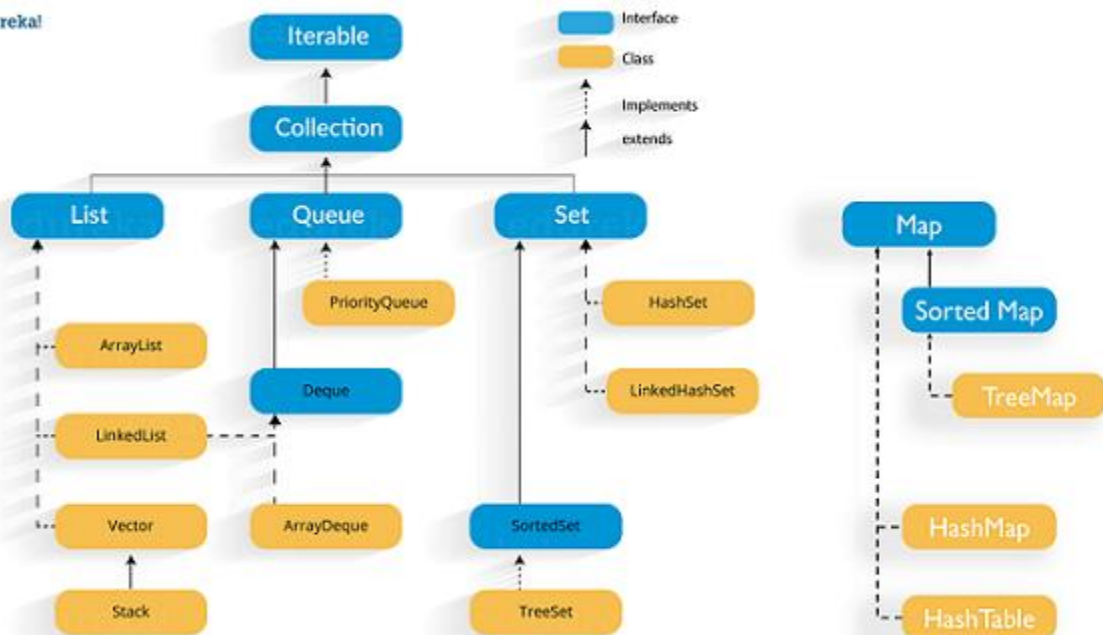 reka!
Iterable
Interface
Class
Collection
Implements
extends
List
Queue
Set
Map
PriorityQueue
HashSet
Sorted Map
ArrayList
Deque
LinkedHashSet
TreeMap
LinkedList
Vector
ArrayDeque
SortedSet
HashMap
Stack
TreeSet
HashTable